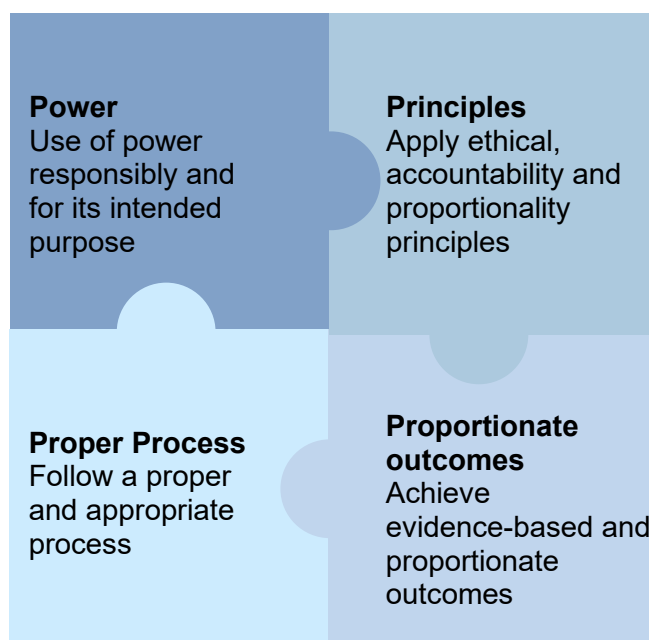 Power
Use of power
responsibly and
for its intended
purpose
Principles
Apply ethical,
accountability and
proportionality
principles
Proper Process
Follow a proper
and appropriate
process
Proportionate
outcomes
Achieve
evidence-based and
proportionate
outcomes